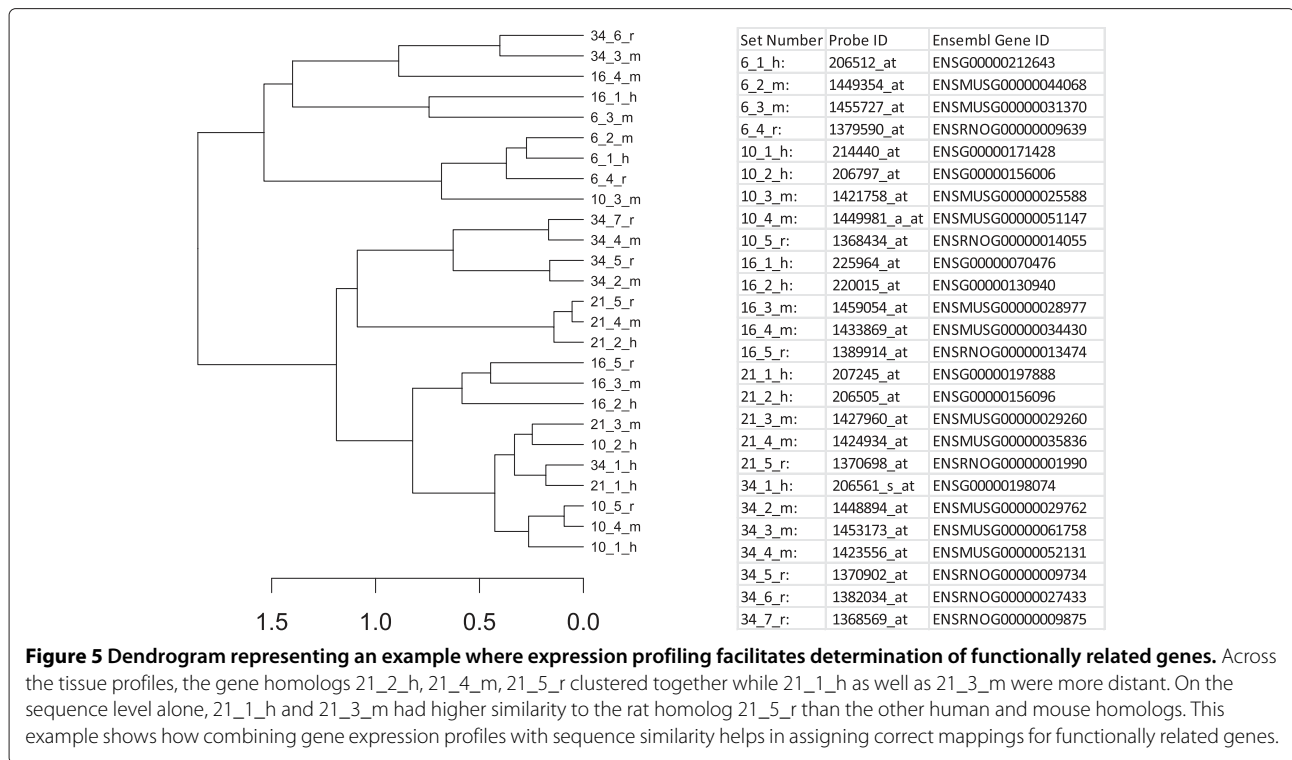 34_6_r
34_3_m
16_4_m
16_1_h
6_3_m
6_2_m
6_1_h
6_4_r
10_3_m
34_7_r
34_4_m
34_5_r
34_2_m
21_5_r
21_4_m
21_2_h
16_5_r
16_3_m
16_2_h
21_3_m
10_2_h
34_1_h
21_1_h
10_5_r
10_4_m
10_1_h
1.5 1.0 0.5 0.0
Set Number Probe ID Ensembl Gene ID
6_1_h: 206512_at ENSG00000212643
6_2_m: 1449354_at ENSMUSG00000044068
6_3_m: 1455727_at ENSMUSG00000031370
6_4_r: 1379590_at ENSRNOG00000009639
10_1_h: 214440_at ENSG00000171428
10_2_h: 206797_at ENSG00000156006
10_3_m: 1421758_at ENSMUSG00000025588
10_4_m: 1449981_a_at ENSMUSG00000051147
10_5_r: 1368434_at ENSRNOG00000014055
16_1_h: 225964_at ENSG00000070476
16_2_h: 220015_at ENSG00000130940
16_3_m: 1459054_at ENSMUSG00000028977
16_4_m: 1433869_at ENSMUSG00000034430
16_5_r: 1389914_at ENSRNOG00000013474
21_1_h: 207245_at ENSG00000197888
21_2_h: 206505_at ENSG00000156096
21_3_m: 1427960_at ENSMUSG00000029260
21_4_m: 1424934_at ENSMUSG00000035836
21_5_r: 1370698_at ENSRNOG00000001990
34_1_h: 206561_s_at ENSG00000198074
34_2_m: 1448894_at ENSMUSG00000029762
34_3_m: 1453173_at ENSMUSG00000061758
34_4_m: 1423556_at ENSMUSG00000052131
34_5_r: 1370902_at ENSRNOG00000009734
34_6_r: 1382034_at ENSRNOG00000027433
34_7_r: 1368569_at ENSRNOG00000009875
Figure 5 Dendrogram representing an example where expression profiling facilitates determination of functionally related genes. Across
the tissue profiles, the gene homologs 21_2_h, 21_4_m, 21_5_r clustered together while 21_1_h as well as 21_3_m were more distant. On the
sequence level alone, 21_1_h and 21_3_m had higher similarity to the rat homolog 21_5_r than the other human and mouse homologs. This
example shows how combining gene expression profiles with sequence similarity helps in assigning correct mappings for functionally related genes.